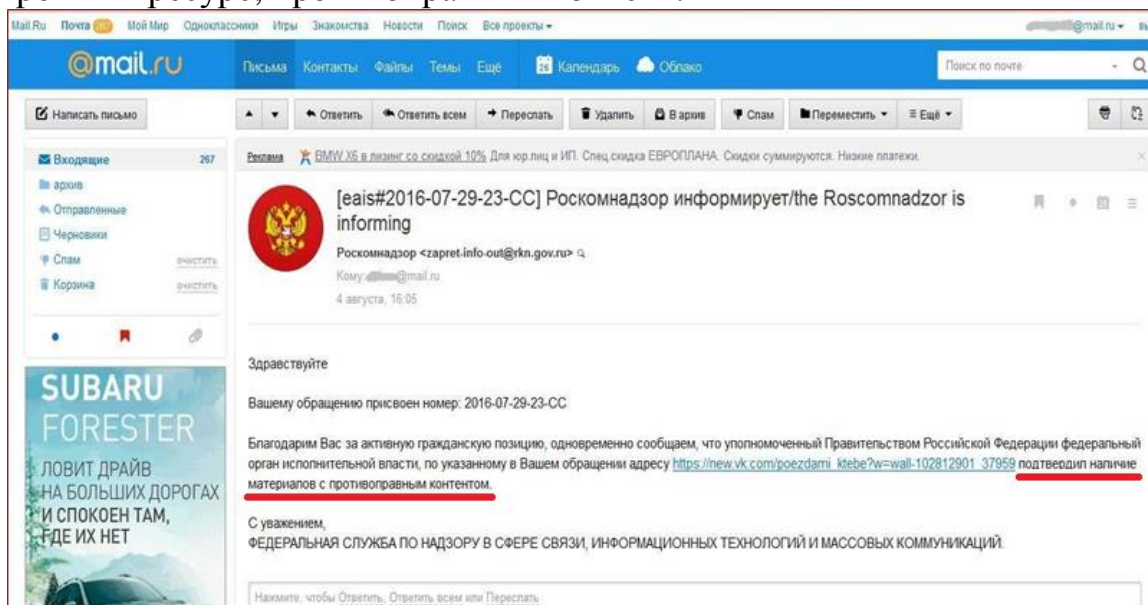 Mail.Ru Почта Мой Мир Одноклассники Игры Знакомства Новости Поиск Все проекты
@mail.ru
@mail.ru
Письма Контакты Файлы Темы Ещё Календарь Облако
Поиск по почте
Написать письмо
Ответить Ответить всем Переслать Удалить В архив Спам Переместить Ещё
Входящие 267
архив
Отправленные
Черновики
Спам очистить
Корзина очистить
Реклама BMW X6 в лизинг со скидкой 10% Для юр.лиц и ИП. Спец.скидка ЕВРОПЛАНА. Скидки суммируются. Низкие платежи.
[eais#2016-07-29-23-CC] Роскомнадзор информирует/the Roscomnadzor is
informing
Роскомнадзор <zapret-info-out@rkn.gov.ru>
Кому: @mail.ru
4 августа, 16:05
Здравствуйте
Вашему обращению присвоен номер: 2016-07-29-23-CC
Благодарим Вас за активную гражданскую позицию, одновременно сообщаем, что уполномоченный Правительством Российской Федерации федеральный
орган исполнительной власти, по указанному в Вашем обращении адресу https://new.vk.com/poezdami_ktebe?w=wall-102812901_37959 подтвердил наличие
материалов с противоправным контентом.
С уважением,
ФЕДЕРАЛЬНАЯ СЛУЖБА ПО НАДЗОРУ В СФЕРЕ СВЯЗИ, ИНФОРМАЦИОННЫХ ТЕХНОЛОГИЙ И МАССОВЫХ КОММУНИКАЦИЙ.
Нажмите, чтобы Ответить, Ответить всем или Переслать
SUBARU
FORESTER
ЛОВИТ ДРАЙВ
НА БОЛЬШИХ ДОРОГАХ
И СПОКОЕН ТАМ,
ГДЕ ИХ НЕТ